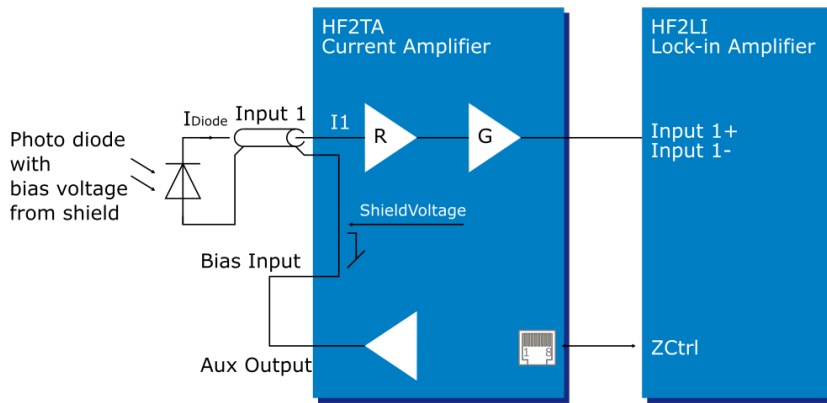 HF2TA
Current Amplifier
HF2LI
Lock-in Amplifier
IDiode
Input 1
I1
R
G
Input 1+
Input 1-
Photo diode
with
bias voltage
from shield
ShieldVoltage
Bias Input
Aux Output
1 8
ZCtrl